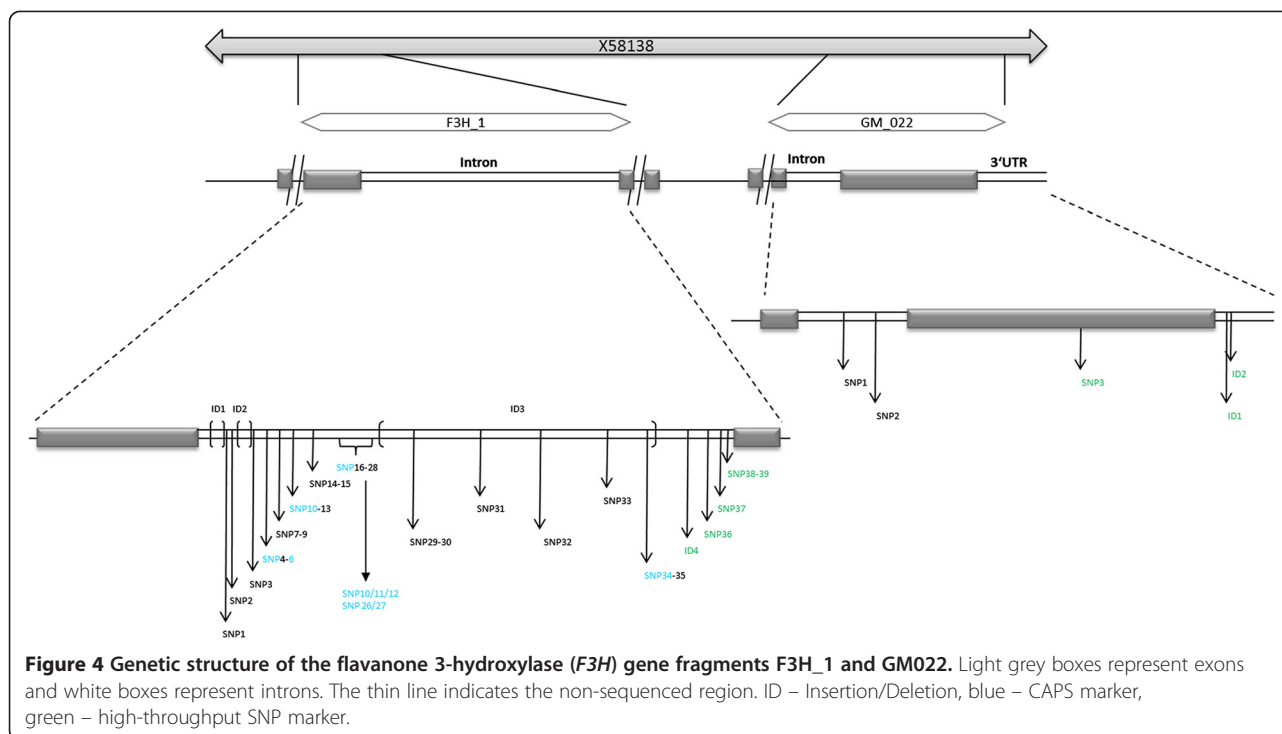 X58138
F3H_1
GM_022
Intron
Intron
3'UTR
SNP1
SNP2
SNP3
ID2
ID1
ID1
ID2
ID3
SNP1
SNP2
SNP3
SNP4-6
SNP7-9
SNP10-13
SNP14-15
SNP16-28
SNP10/11/12
SNP26/27
SNP29-30
SNP31
SNP32
SNP33
SNP34-35
ID4
SNP36
SNP37
SNP38-39
Figure 4 Genetic structure of the flavanone 3-hydroxylase (F3H) gene fragments F3H_1 and GM022. Light grey boxes represent exons
and white boxes represent introns. The thin line indicates the non-sequenced region. ID – Insertion/Deletion, blue – CAPS marker,
green – high-throughput SNP marker.